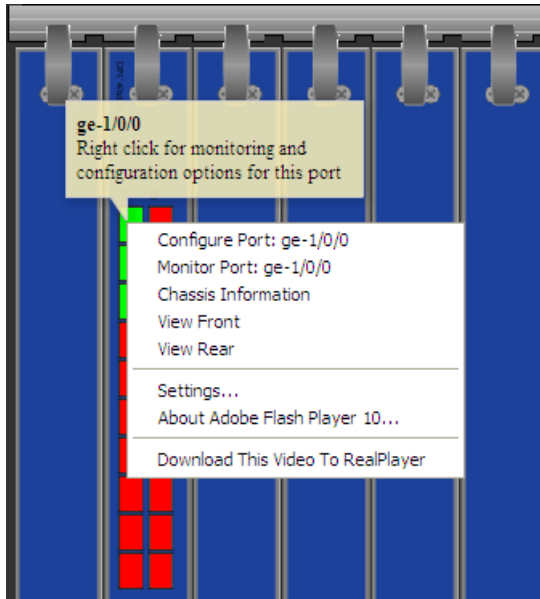 ge-1/0/0
Right click for monitoring and
configuration options for this port
Configure Port: ge-1/0/0
Monitor Port: ge-1/0/0
Chassis Information
View Front
View Rear
Settings...
About Adobe Flash Player 10...
Download This Video To RealPlayer